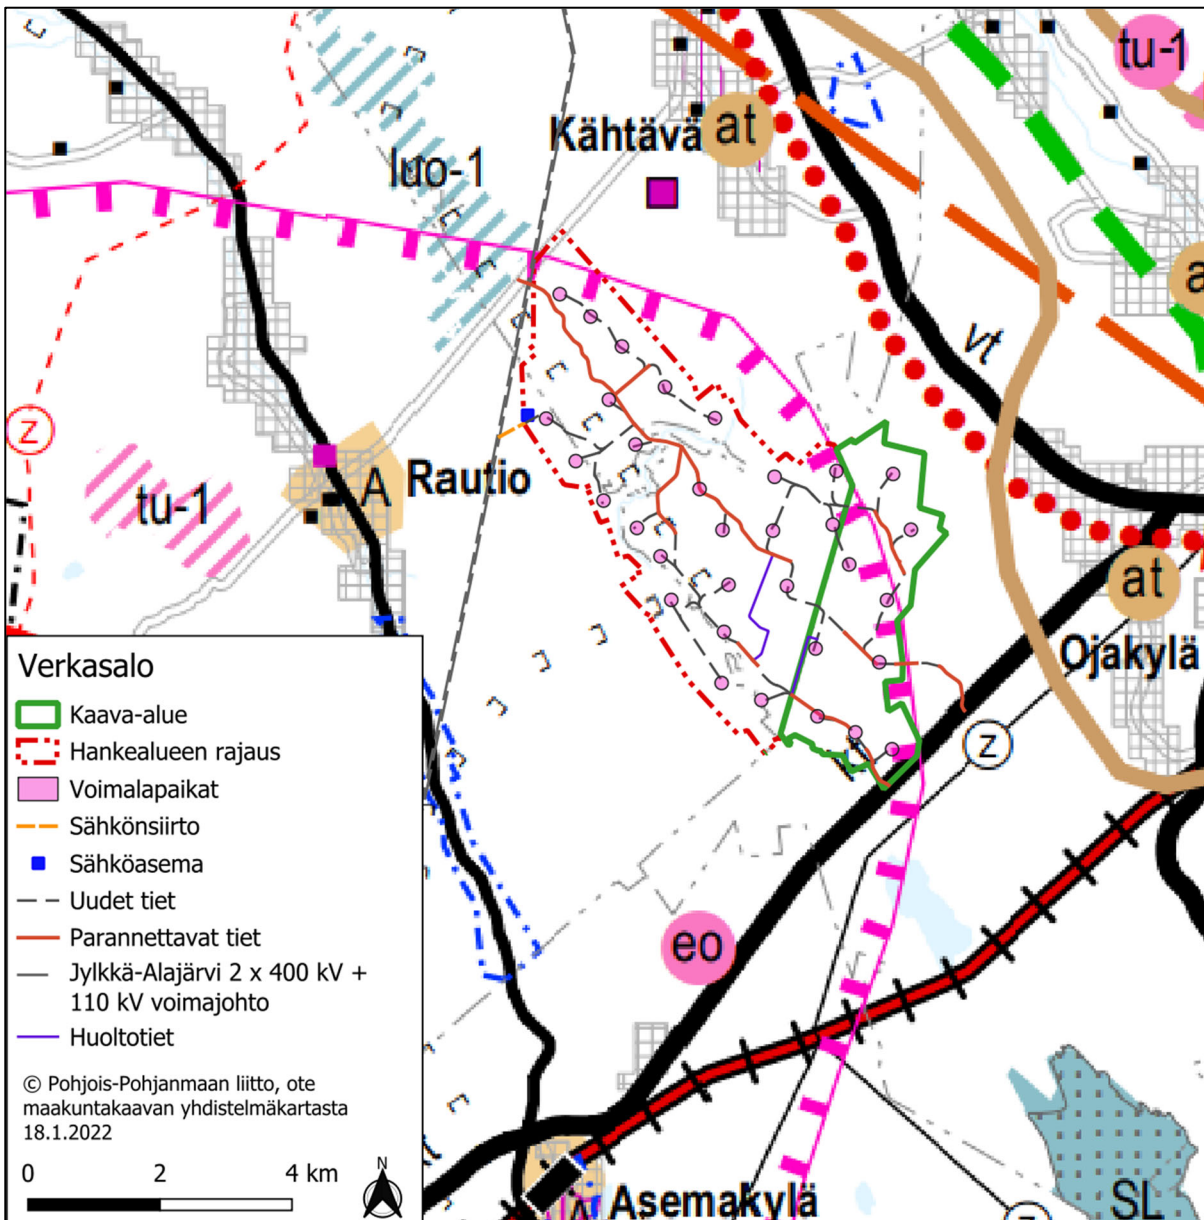 tu-1
Kähtävä
at
luo-1
a
vt
z
tu-1
A
Rautio
at
Ojakylä
z
eo
Asemakylä
SL
Verkasalo
Kaava-alue
Hankealueen rajaus
Voimalapaikat
Sähkönsiirto
Sähköasema
Uudet tiet
Parannettavat tiet
Jylkkä-Alajärvi 2 x 400 kV +
110 kV voimajohto
Huoltotiet
© Pohjois-Pohjanmaan liitto, ote
maakuntakaavan yhdistelmäkartasta
18.1.2022
0 2 4 km
N